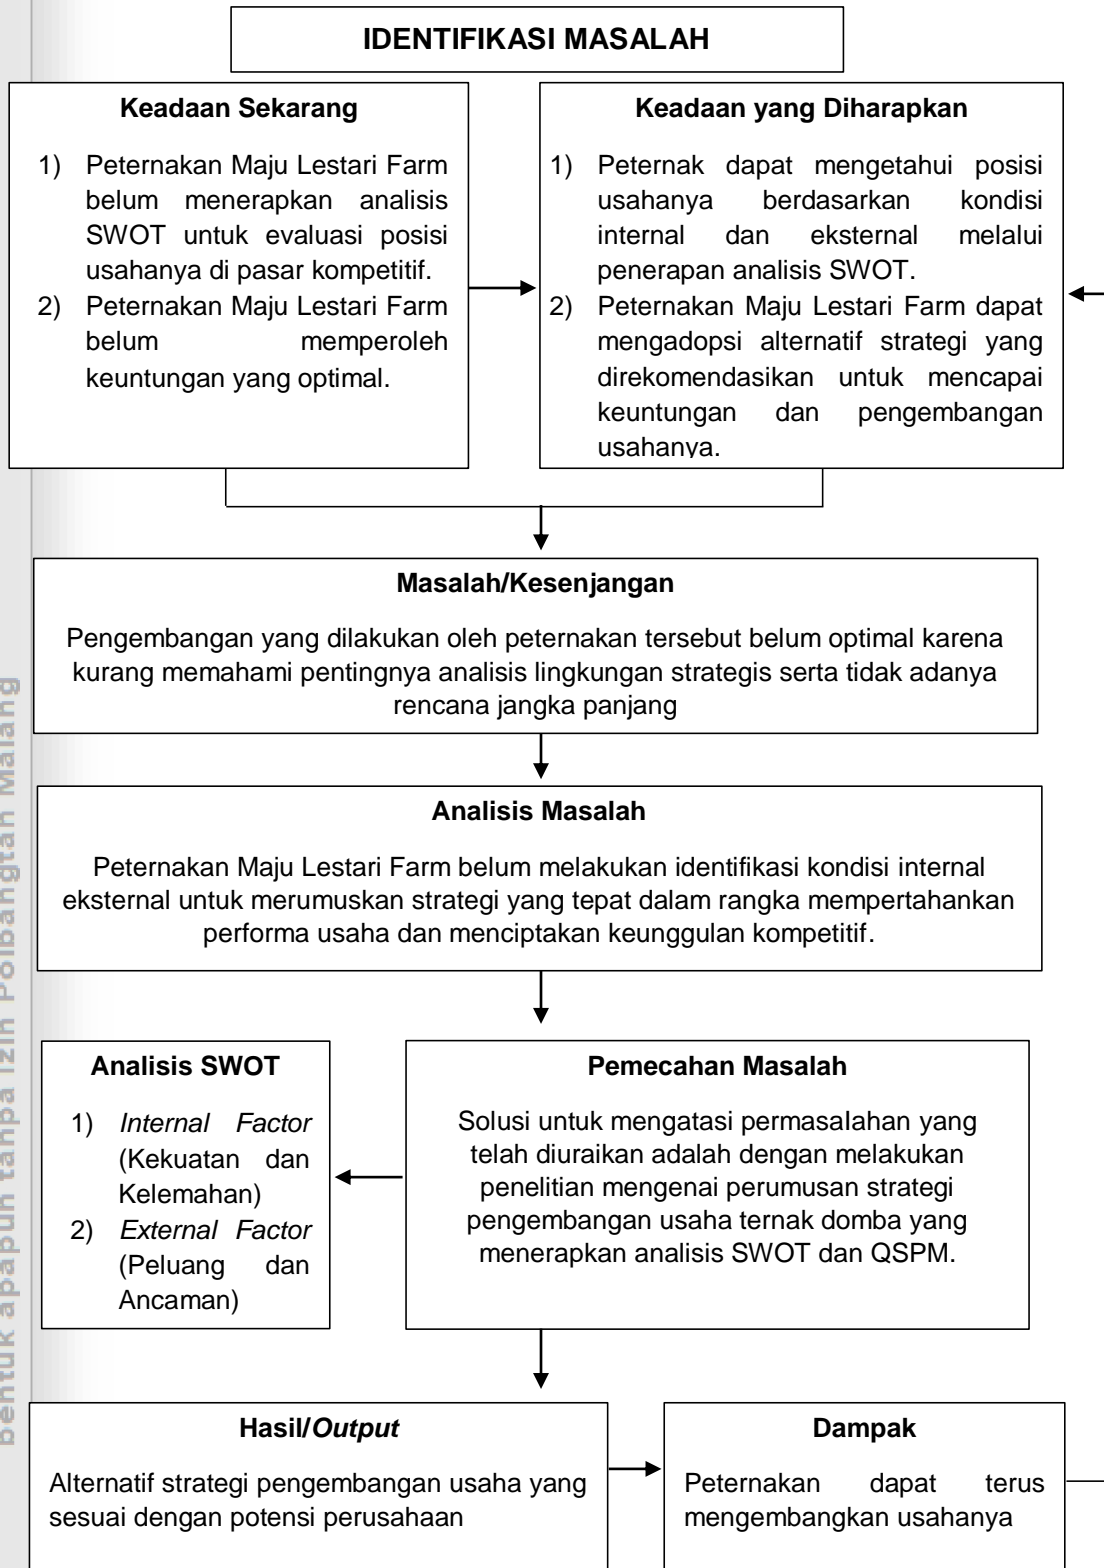 IDENTIFIKASI MASALAH
Keadaan Sekarang
1) Peternakan Maju Lestari Farm
belum menerapkan analisis
SWOT untuk evaluasi posisi
usahanya di pasar kompetitif.
2) Peternakan Maju Lestari Farm
belum memperoleh
keuntungan yang optimal.
Keadaan yang Diharapkan
1) Peternak dapat mengetahui posisi
usahanya berdasarkan kondisi
internal dan eksternal melalui
penerapan analisis SWOT.
2) Peternakan Maju Lestari Farm dapat
mengadopsi alternatif strategi yang
direkomendasikan untuk mencapai
keuntungan dan pengembangan
usahanya.
Masalah/Kesenjangan
Pengembangan yang dilakukan oleh peternakan tersebut belum optimal karena
kurang memahami pentingnya analisis lingkungan strategis serta tidak adanya
rencana jangka panjang
Analisis Masalah
Peternakan Maju Lestari Farm belum melakukan identifikasi kondisi internal
eksternal untuk merumuskan strategi yang tepat dalam rangka mempertahankan
performa usaha dan menciptakan keunggulan kompetitif.
Analisis SWOT
1) Internal Factor
(Kekuatan dan
Kelemahan)
2) External Factor
(Peluang dan
Ancaman)
Pemecahan Masalah
Solusi untuk mengatasi permasalahan yang
telah diuraikan adalah dengan melakukan
penelitian mengenai perumusan strategi
pengembangan usaha ternak domba yang
menerapkan analisis SWOT dan QSPM.
Hasil/Output
Alternatif strategi pengembangan usaha yang
sesuai dengan potensi perusahaan
Dampak
Peternakan dapat terus
mengembangkan usahanya
bentuk apapun tanpa izin Polbangtan Malang